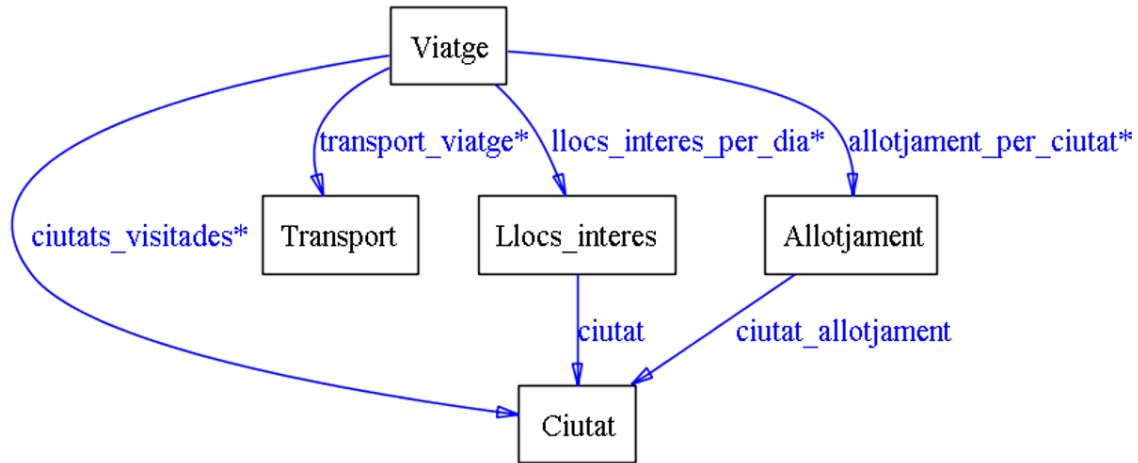 Viatge
transport_viatge*
llocs_interes_per_dia*
allotjament_per_ciutat*
ciutats_visitades*
Transport
Llocs_interes
Allotjament
ciutat
ciutat_allotjament
Ciutat